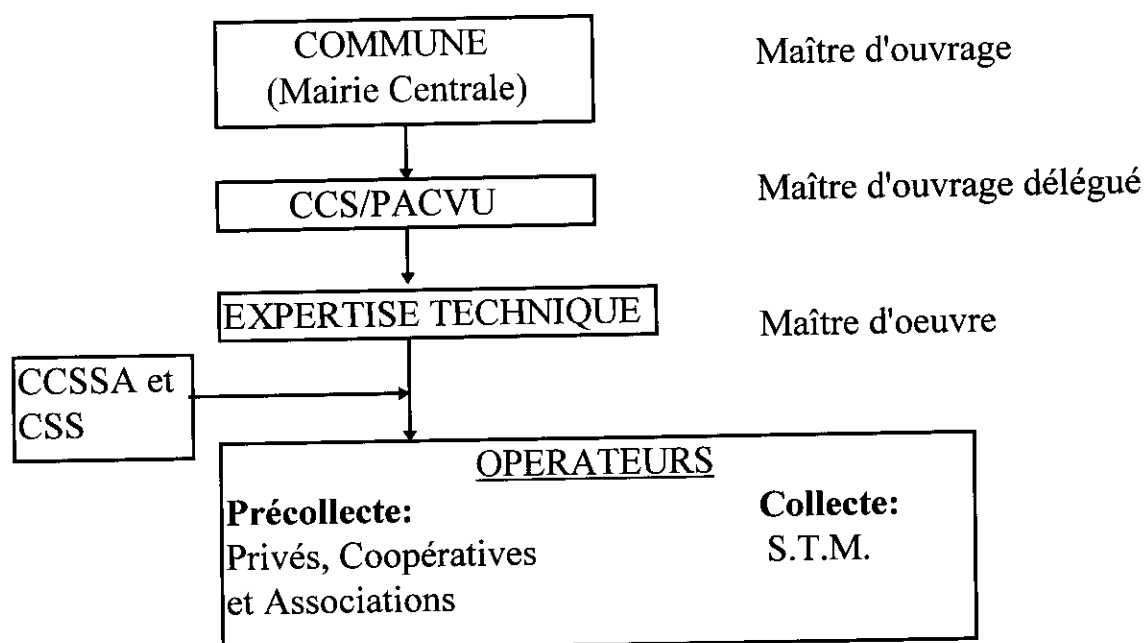 COMMUNE
(Mairie Centrale)
Maître d'ouvrage
CCS/PACVU
Maître d'ouvrage délégué
EXPERTISE TECHNIQUE
Maître d'oeuvre
CCSSA et
CSS
OPERATEURS
Précollecte:
Privés, Coopératives
et Associations
Collecte:
S.T.M.